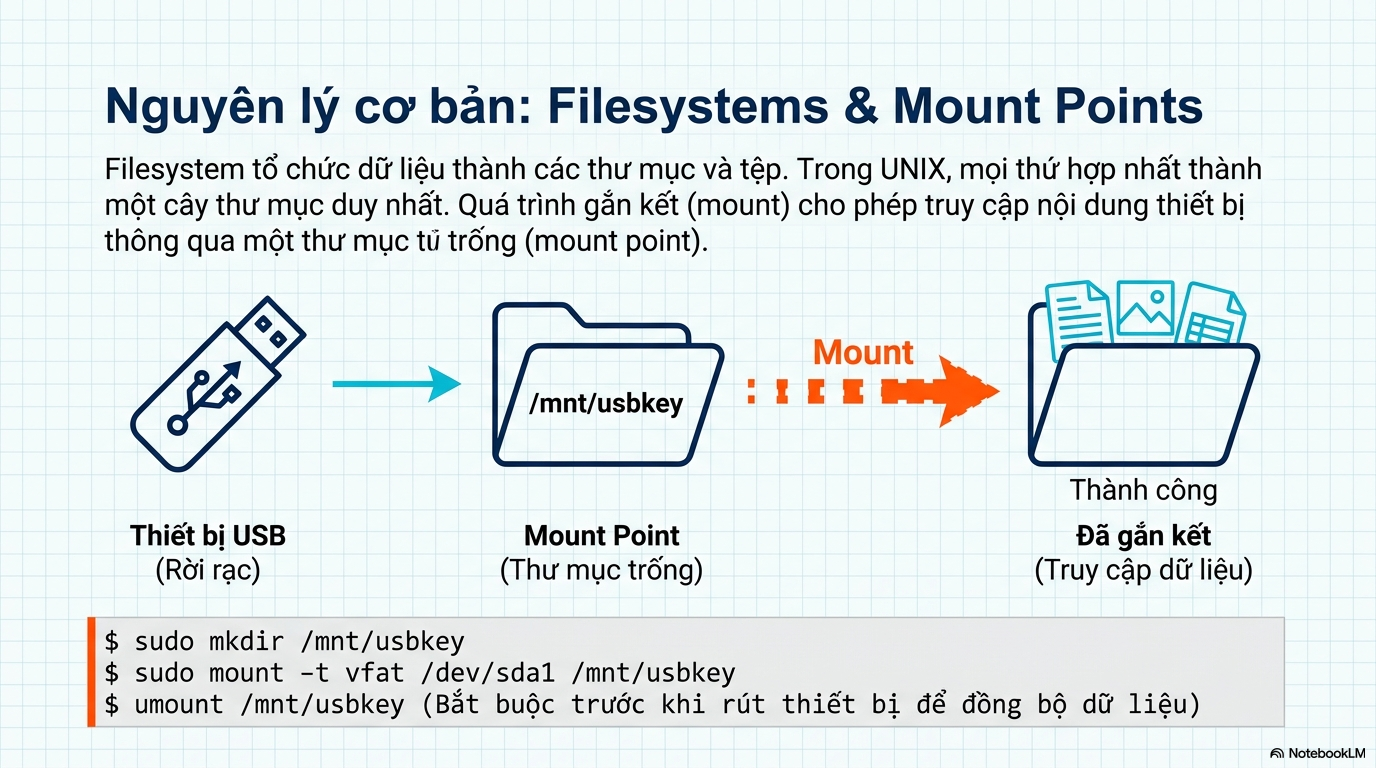 Nguyên lý cơ bản: Filesystems & Mount Points
Filesystem tổ chức dữ liệu thành các thư mục và tệp. Trong UNIX, mọi thứ hợp nhất thành
một cây thư mục duy nhất. Quá trình gắn kết (mount) cho phép truy cập nội dung thiết bị
thông qua một thư mục trống (mount point).
/mnt/usbkey
Mount
Thành công
Thiết bị USB
(Rời rạc)
Mount Point
(Thư mục trống)
Đã gắn kết
(Truy cập dữ liệu)
$ sudo mkdir /mnt/usbkey
$ sudo mount –t vfat /dev/sda1 /mnt/usbkey
$ umount /mnt/usbkey (Bắt buộc trước khi rút thiết bị để đồng bộ dữ liệu)
NotebookLM